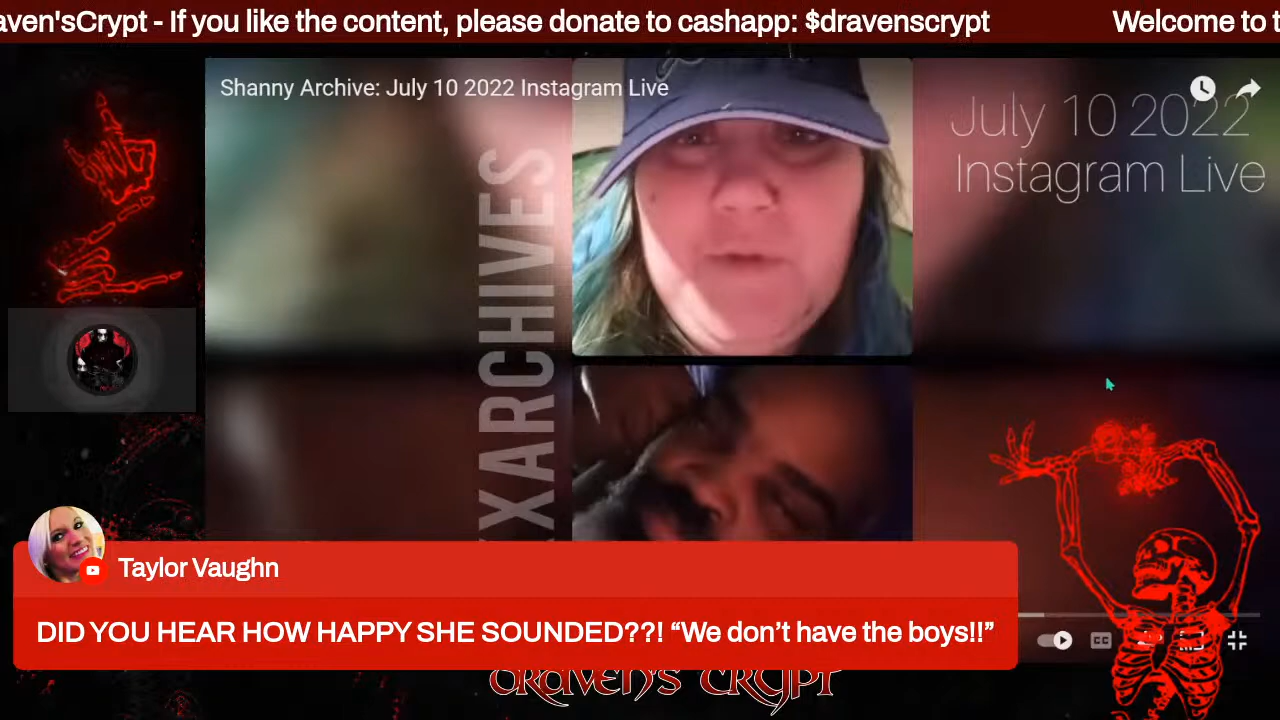 aven'sCrypt - If you like the content, please donate to cashapp: $dravenscrypt Welcome to t
Shanny Archive: July 10 2022 Instagram Live
July 10 2022
Instagram Live
XARCHIVES
Taylor Vaughn
DID YOU HEAR HOW HAPPY SHE SOUNDED??! “We don’t have the boys!!”
CC
DRAVEN'S CRYPT